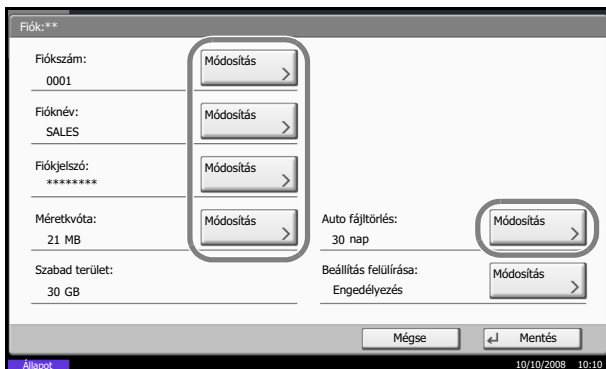 Fiók:**
Fiókszám:
Módosítás
0001
Fióknév:
Módosítás
SALES
Fiókjelszó:
Módosítás
********
Méretkvóta:
Módosítás
21 MB
Auto fájltörlés:
Módosítás
30 nap
Szabad terület:
30 GB
Beállítás felülírása:
Módosítás
Engedélyezés
Mégse
Mentés
Állapot
10/10/2008 10:10